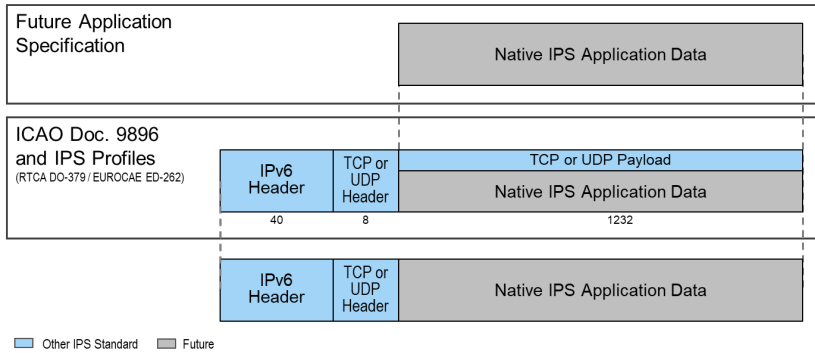 Future Application
Specification
Native IPS Application Data
ICAO Doc. 9896
and IPS Profiles
(RTCA DO-379 / EUROCAE ED-262)
IPv6
Header
TCP or
UDP
Header
TCP or UDP Payload
Native IPS Application Data
40
8
1232
IPv6
Header
TCP or
UDP
Header
Native IPS Application Data
Other IPS Standard
Future